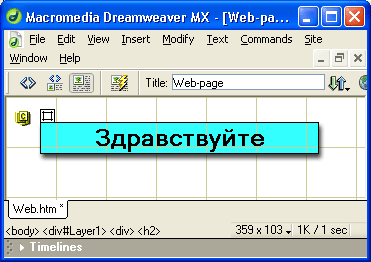 Macromedia Dreamweaver MX - [Web-pa...
File Edit View Insert Modify Text Commands Site
Window Help
Title: Web-page
C
Здравствуйте
Web.htm*
<body> <div#Layer1> <div> <h2> 359 x 103 1K / 1 sec
Timelines